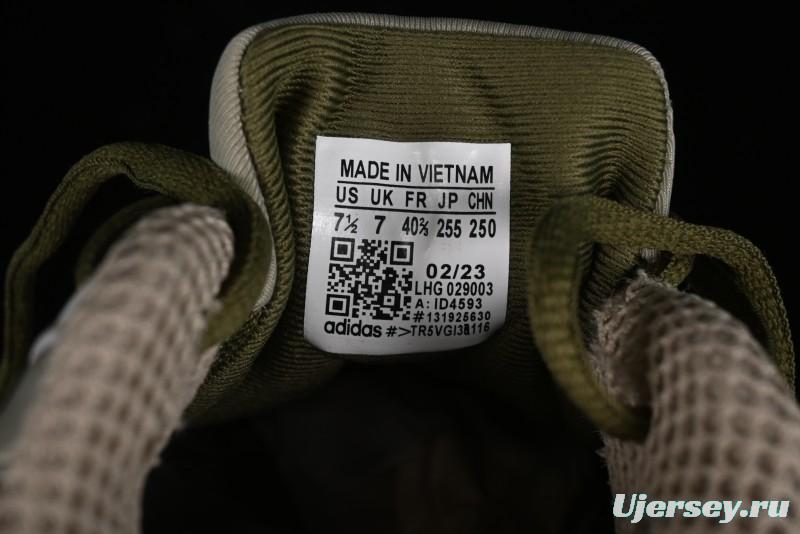 MADE IN VIETNAM
US UK FR JP CHN
7½ 7 40⅔ 255 250
02/23
LHG 029003
A: ID4593
#131925630
adidas #>TR5VGI3a116
Ujersey.ru